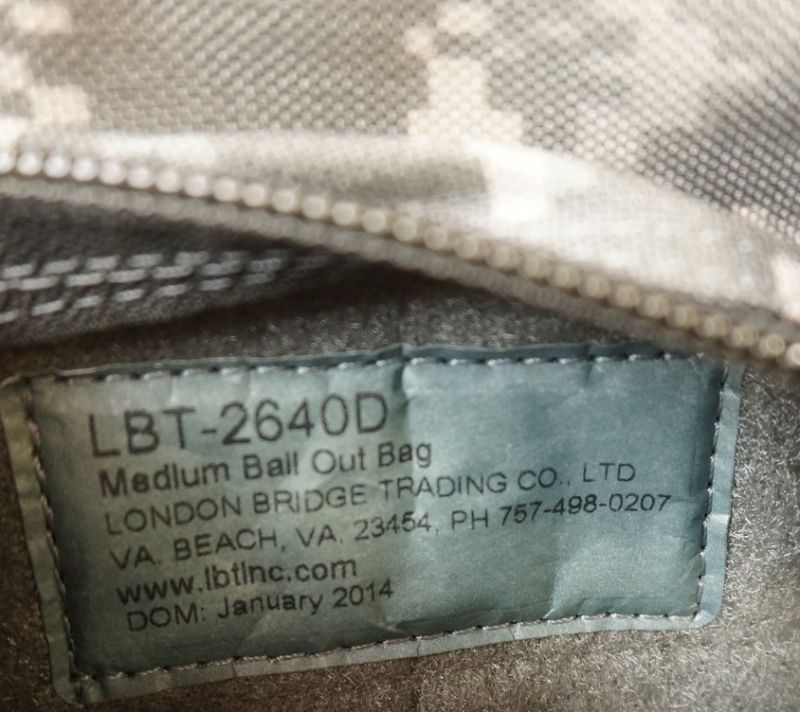 LBT-2640D
Medium Bail Out Bag
LONDON BRIDGE TRADING CO., LTD
VA. BEACH, VA. 23454, PH 757-498-0207
www.lbtinc.com
DOM: January 2014